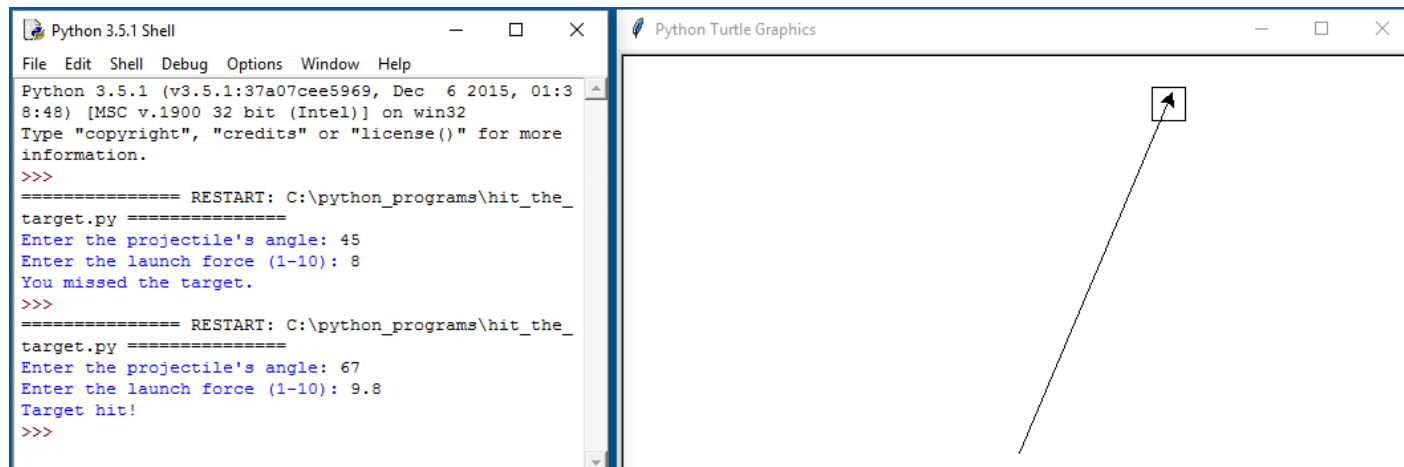 Python 3.5.1 Shell
File Edit Shell Debug Options Window Help
Python 3.5.1 (v3.5.1:37a07cee5969, Dec  6 2015, 01:3
8:48) [MSC v.1900 32 bit (Intel)] on win32
Type "copyright", "credits" or "license()" for more
information.
>>>
=============== RESTART: C:\python_programs\hit_the_
target.py ===============
Enter the projectile's angle: 45
Enter the launch force (1-10): 8
You missed the target.
>>>
=============== RESTART: C:\python_programs\hit_the_
target.py ===============
Enter the projectile's angle: 67
Enter the launch force (1-10): 9.8
Target hit!
>>>
Python Turtle Graphics